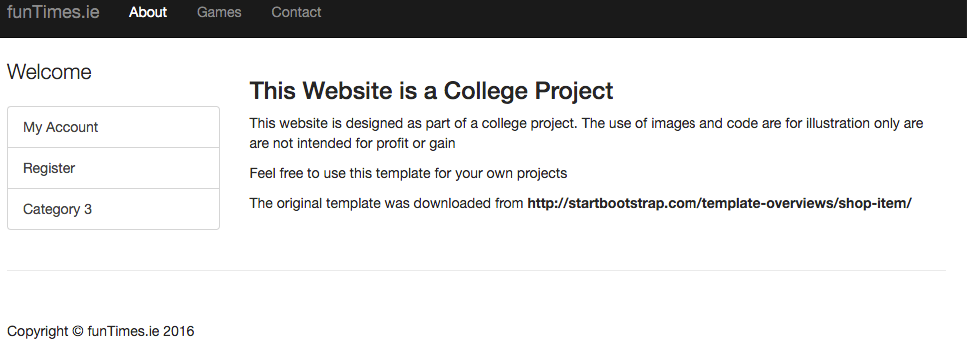 funTimes.ie About Games Contact
Welcome
My Account
Register
Category 3
This Website is a College Project
This website is designed as part of a college project. The use of images and code are for illustration only are
are not intended for profit or gain
Feel free to use this template for your own projects
The original template was downloaded from http://startbootstrap.com/template-overviews/shop-item/
Copyright © funTimes.ie 2016